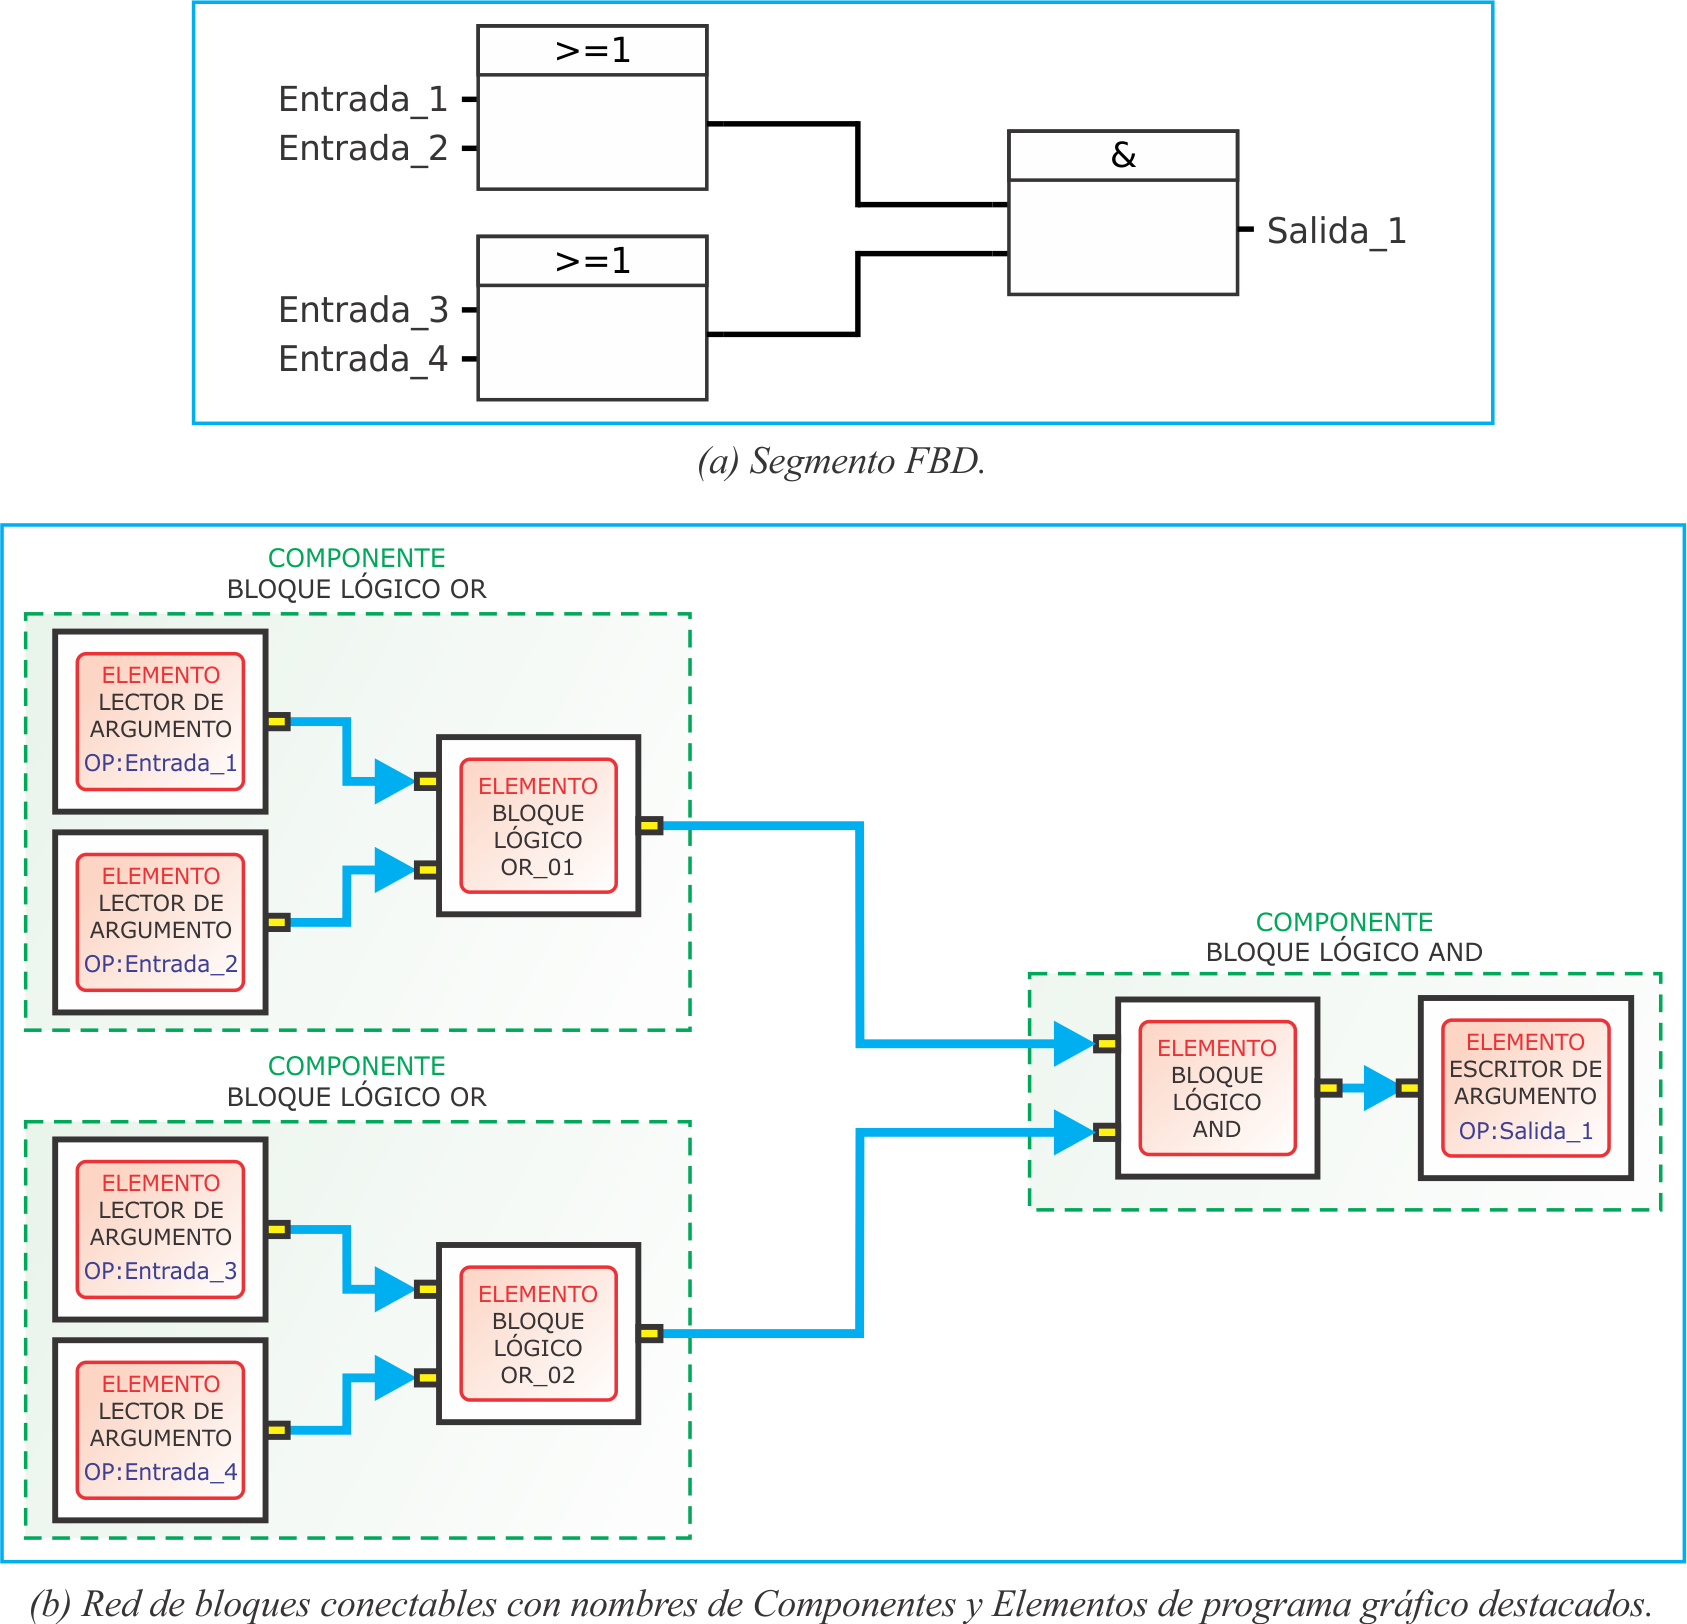 >=1
Entrada_1
Entrada_2
&
Salida_1
>=1
Entrada_3
Entrada_4
(a) Segmento FBD.
COMPONENTE
BLOQUE LÓGICO OR
ELEMENTO
LECTOR DE
ARGUMENTO
OP:Entrada_1
ELEMENTO
BLOQUE
LÓGICO
OR_01
ELEMENTO
LECTOR DE
ARGUMENTO
OP:Entrada_2
COMPONENTE
BLOQUE LÓGICO AND
ELEMENTO
BLOQUE
LÓGICO
AND
ELEMENTO
ESCRITOR DE
ARGUMENTO
OP:Salida_1
COMPONENTE
BLOQUE LÓGICO OR
ELEMENTO
LECTOR DE
ARGUMENTO
OP:Entrada_3
ELEMENTO
BLOQUE
LÓGICO
OR_02
ELEMENTO
LECTOR DE
ARGUMENTO
OP:Entrada_4
(b) Red de bloques conectables con nombres de Componentes y Elementos de programa gráfico destacados.